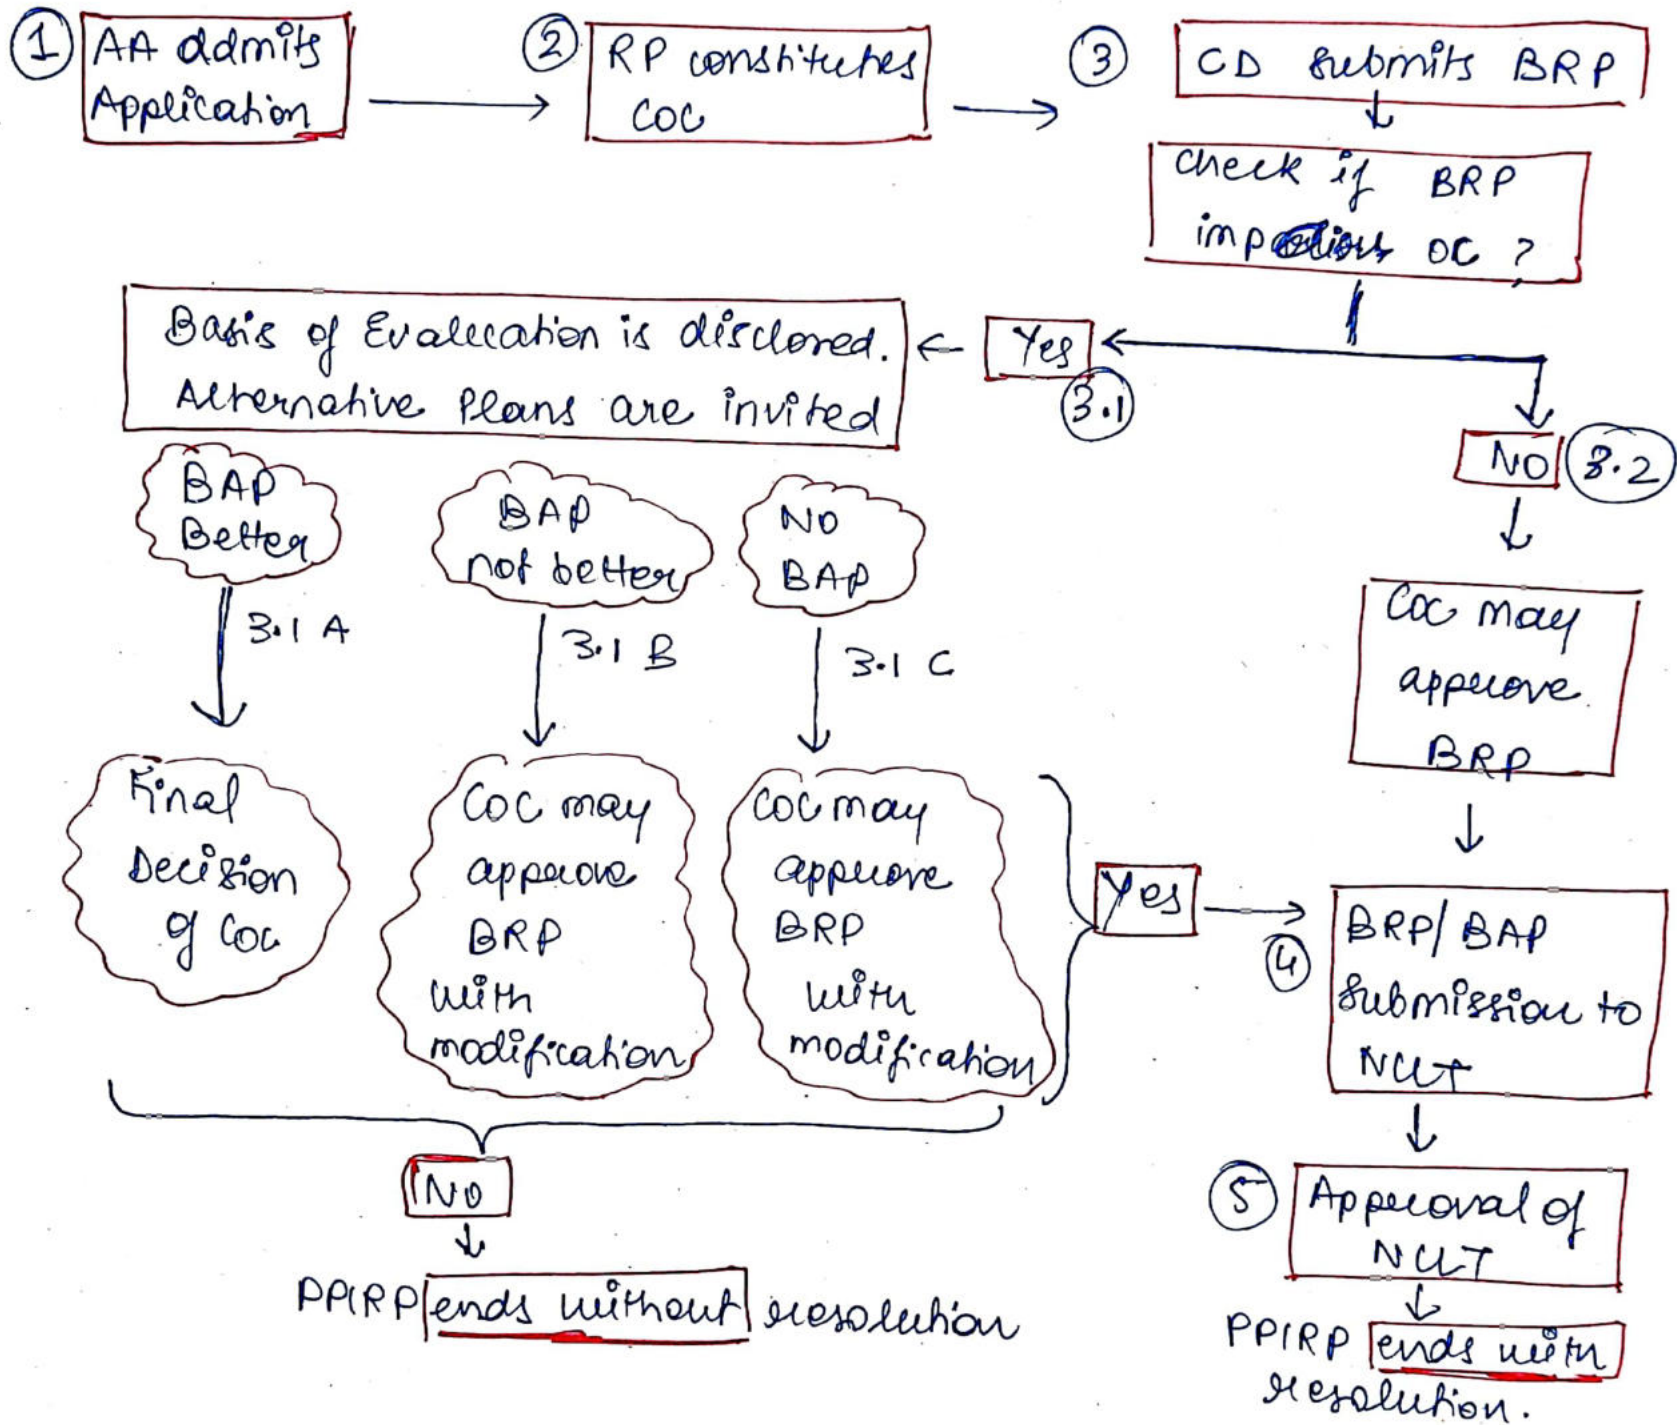 1 AA admits
Application
2 RP constitutes
COC
3 CD submits BRP
Check if BRP
OC ?
Yes
3.1
NO 3.2
Basis of Evaluation is disclosed.
Alternative Plans are invited
BAP
Better
3.1 A
Final
Decision
of COC
BAP
not better
3.1 B
COC may
approve
BRP
with
modification
NO
BAP
3.1 C
COC may
approve
BRP
with
modification
COC may
approve
BRP
Yes
4
BRP/BAP
submission to
NCLT
5 Approval of
NCLT
PPIRP ends with
resolution.
NO
PPIRP ends without resolution